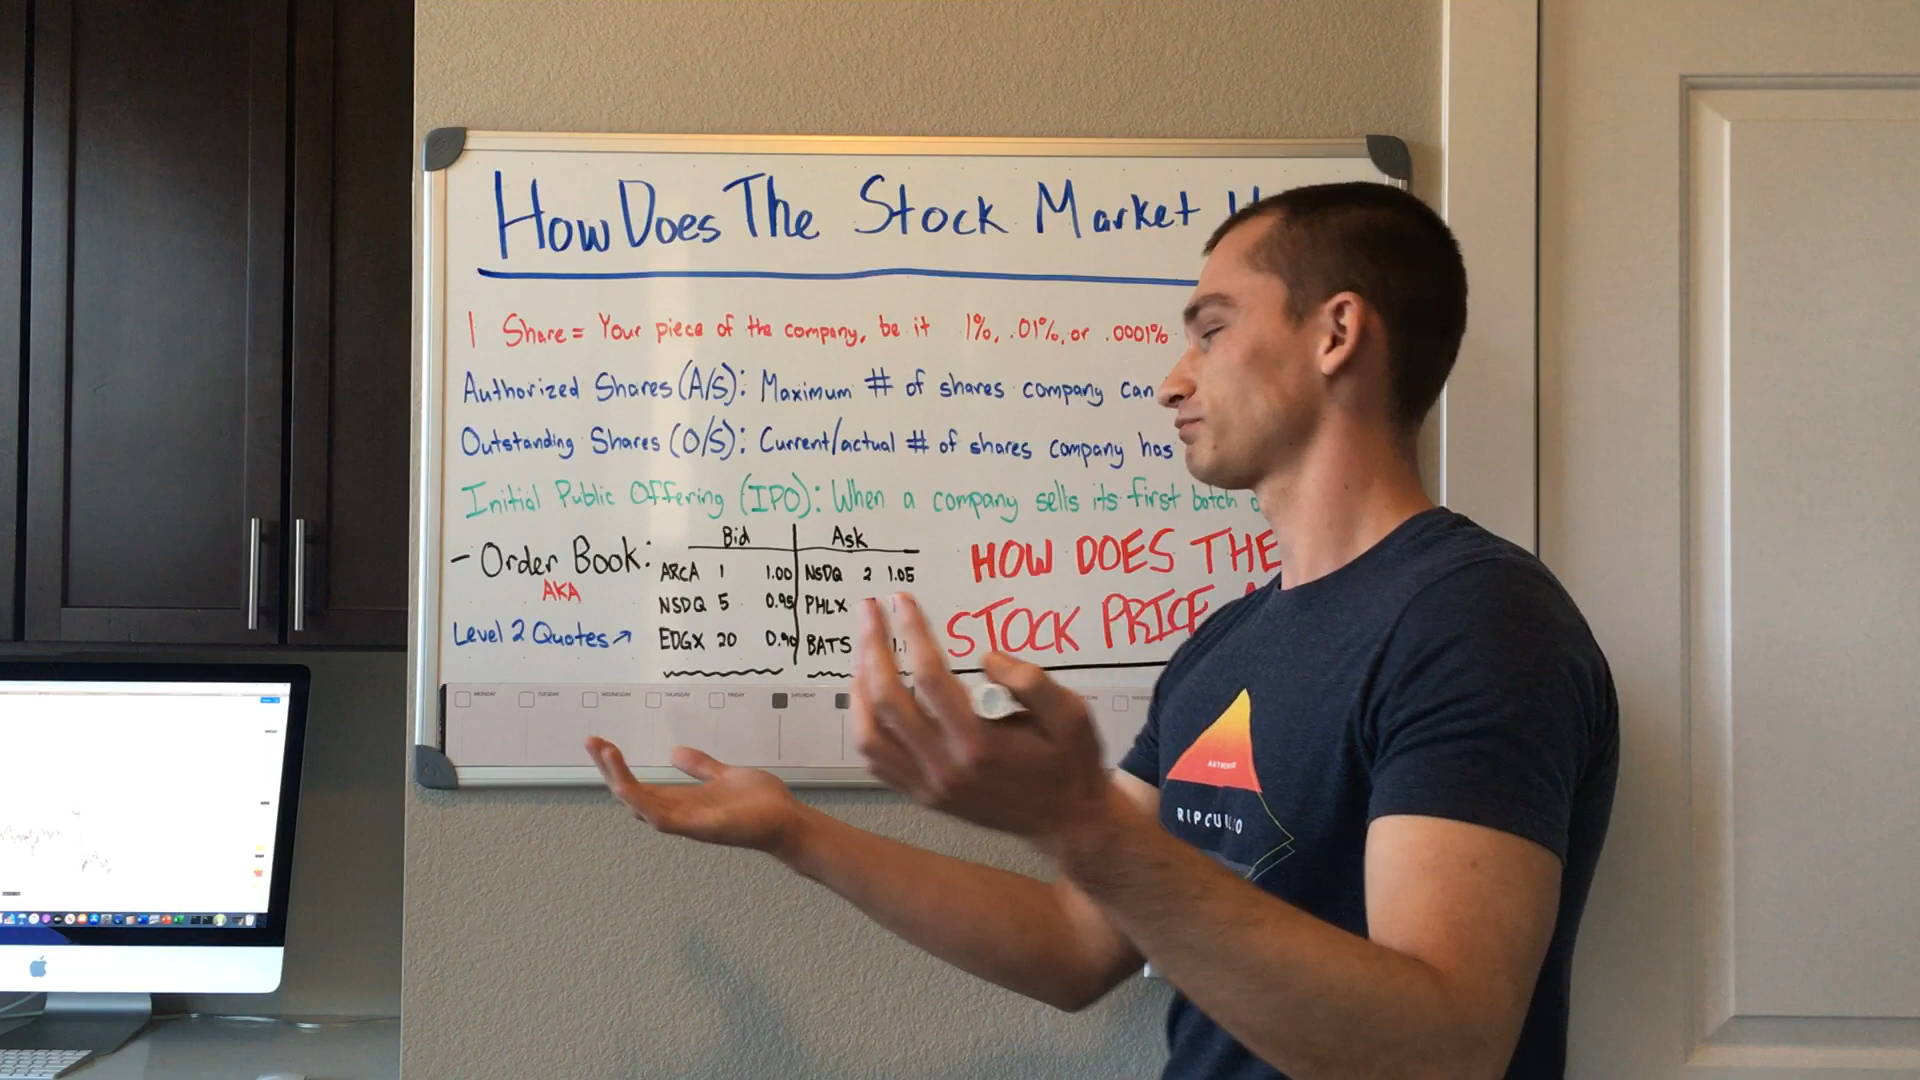 How Does The Stock Market
1 Share = Your piece of the company, be it .1%, .01%, or .0001%
Authorized Shares (A/S): Maximum # of shares company can
Outstanding Shares (O/S): Current/actual # of shares company has
Initial Public Offering (IPO): When a company sells its first batch
- Order Book:
AKA
Level 2 Quotes ↗
Bid Ask
ARCA 1 1.00 NSDQ 2 1.05
NSDQ 5 0.95 PHLX
EDGX 20 0.90 BATS
HOW DOES THE
STOCK PRICE
MONDAY TUESDAY WEDNESDAY THURSDAY FRIDAY SATURDAY
RIPCURL